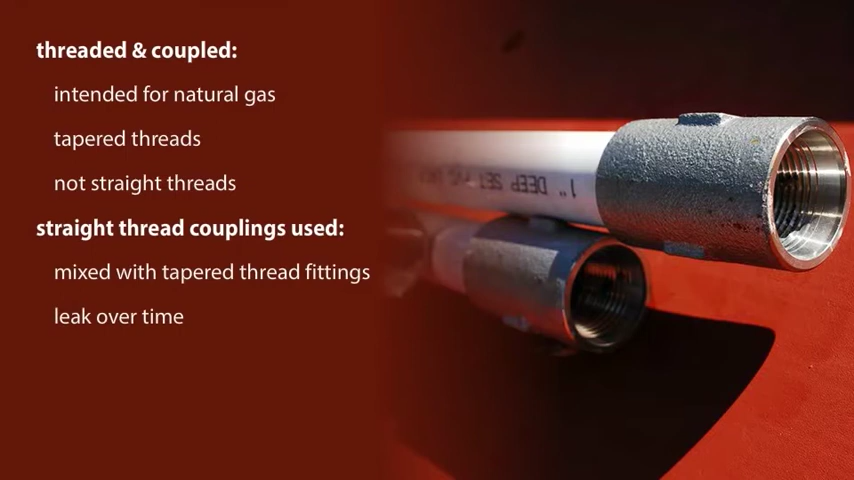 threaded & coupled:
intended for natural gas
tapered threads
not straight threads
straight thread couplings used:
mixed with tapered thread fittings
leak over time
1" DEEP SET PVC